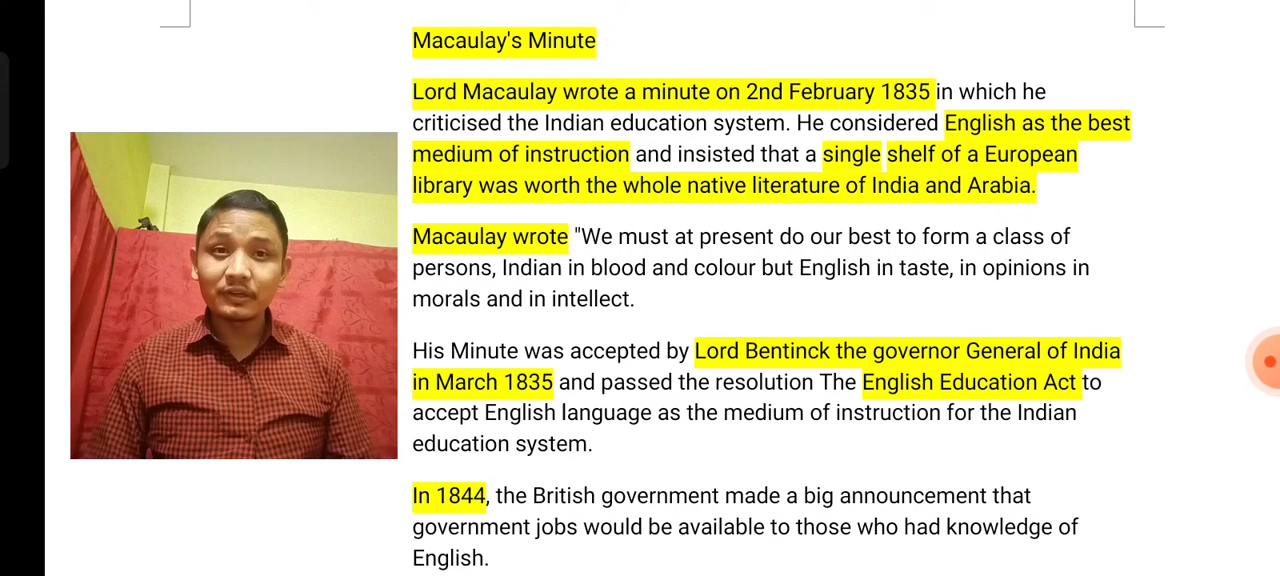 Macaulay's Minute
Lord Macaulay wrote a minute on 2nd February 1835 in which he
criticised the Indian education system. He considered English as the best
medium of instruction and insisted that a single shelf of a European
library was worth the whole native literature of India and Arabia.
Macaulay wrote "We must at present do our best to form a class of
persons, Indian in blood and colour but English in taste, in opinions in
morals and in intellect.
His Minute was accepted by Lord Bentinck the governor General of India
in March 1835 and passed the resolution The English Education Act to
accept English language as the medium of instruction for the Indian
education system.
In 1844, the British government made a big announcement that
government jobs would be available to those who had knowledge of
English.